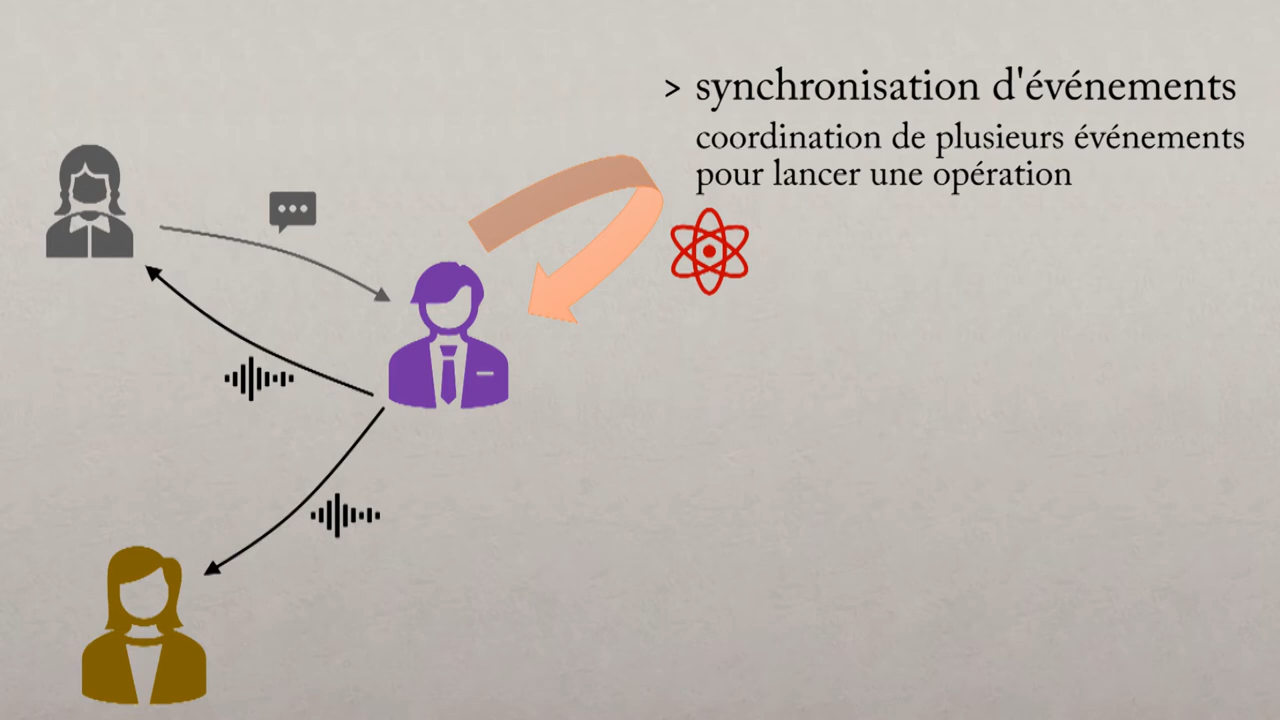 > synchronisation d'événements
coordination de plusieurs événements
pour lancer une opération